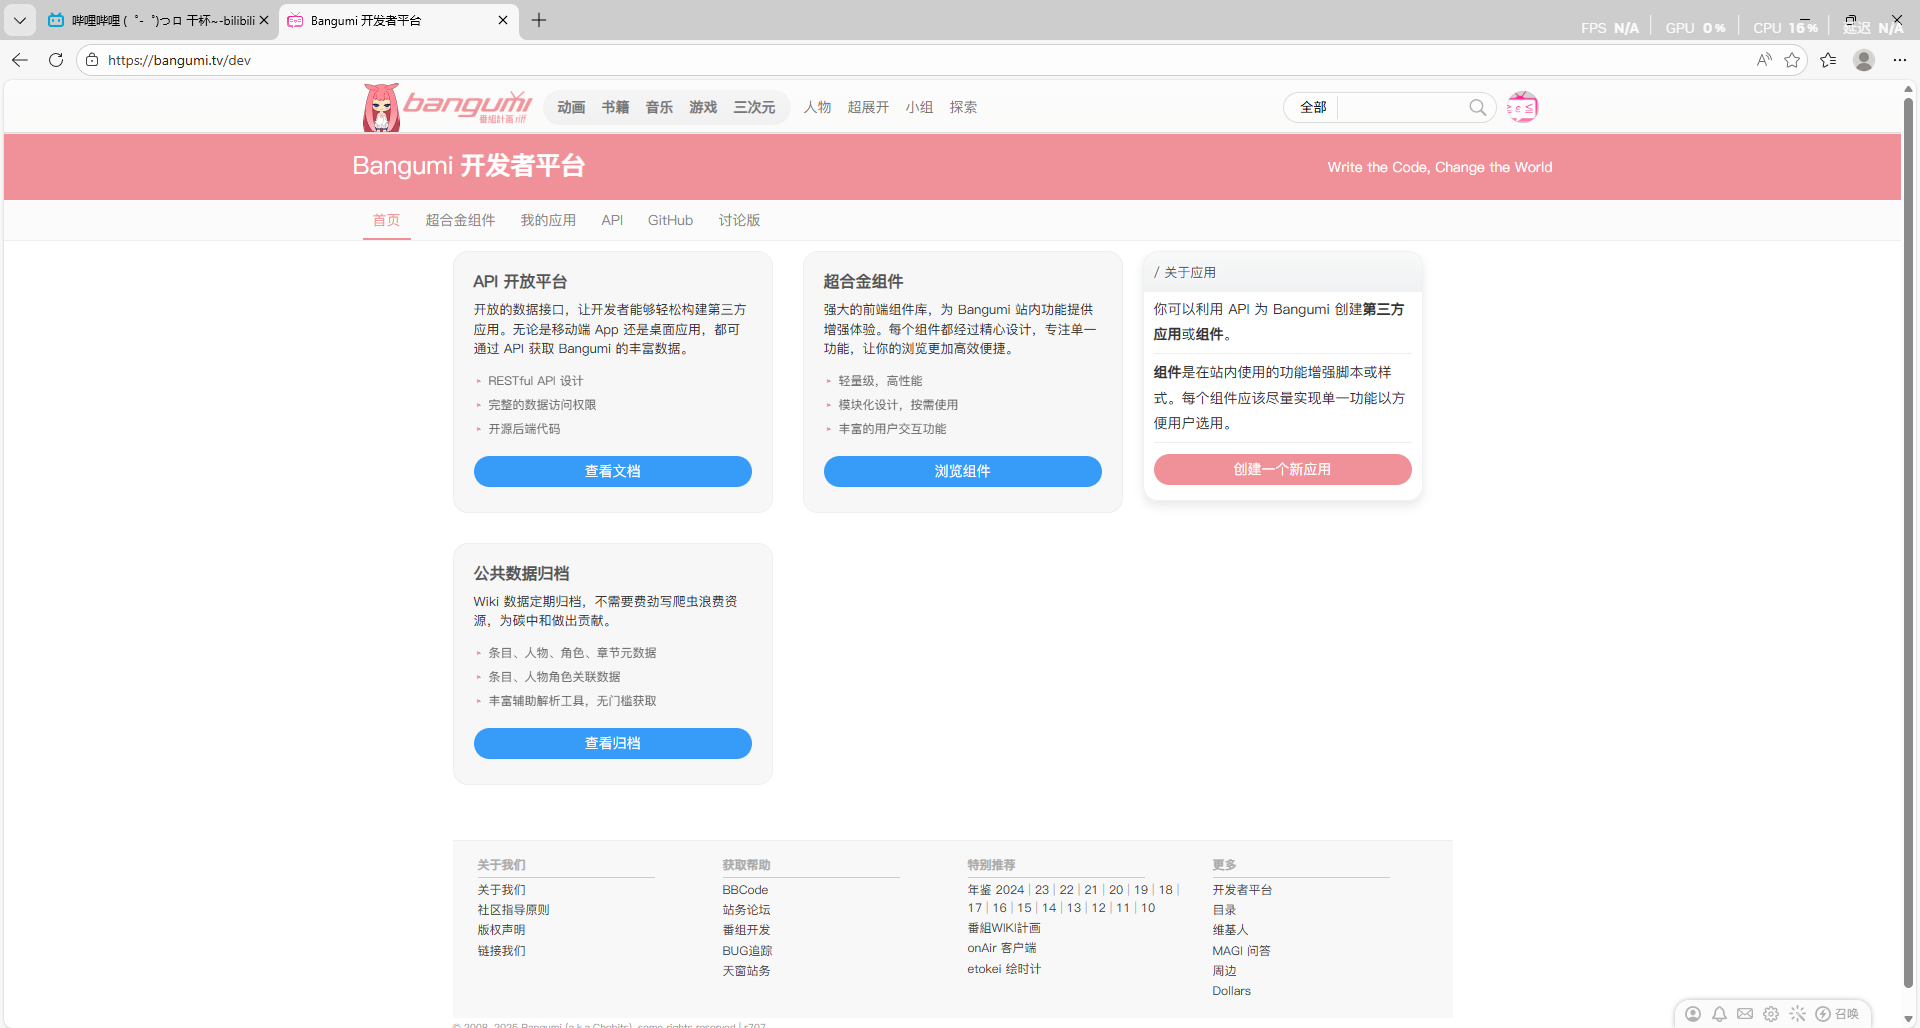 哔哩哔哩 (゜-゜)つロ 干杯~-bilibili
Bangumi 开发者平台
FPS N/A GPU 0% CPU 16% 延迟 N/A
https://bangumi.tv/dev
bangumi
番組計画
动画 书籍 音乐 游戏 三次元 人物 超展开 小组 探索
全部
Bangumi 开发者平台
Write the Code, Change the World
首页 超合金组件 我的应用 API GitHub 讨论版
API 开放平台
开放的数据接口，让开发者能够轻松构建第三方
应用。无论是移动端 App 还是桌面应用，都可
通过 API 获取 Bangumi 的丰富数据。
RESTful API 设计
完整的数据访问权限
开源后端代码
查看文档
超合金组件
强大的前端组件库，为 Bangumi 站内功能提供
增强体验。每个组件都经过精心设计，专注单一
功能，让你的浏览更加高效便捷。
轻量级，高性能
模块化设计，按需使用
丰富的用户交互功能
浏览组件
/ 关于应用
你可以利用 API 为 Bangumi 创建第三方
应用或组件。
组件是在站内使用的功能增强脚本或样
式。每个组件应该尽量实现单一功能以方
便用户选用。
创建一个新应用
公共数据归档
Wiki 数据定期归档，不需要费劲写爬虫浪费资
源，为碳中和做出贡献。
条目、人物、角色、章节元数据
条目、人物角色关联数据
丰富辅助解析工具，无门槛获取
查看归档
关于我们
关于我们
社区指导原则
版权声明
链接我们
获取帮助
BBCode
站务论坛
番组开发
BUG追踪
天窗站务
特别推荐
年鉴 2024 | 23 | 22 | 21 | 20 | 19 | 18 |
17 | 16 | 15 | 14 | 13 | 12 | 11 | 10
番組WIKI計画
onAir 客户端
etokei 绘时计
更多
开发者平台
目录
维基人
MAGI 问答
周边
Dollars
召唤
© 2008-2025 Bangumi (a.k.a Chobits), some rights reserved | r707